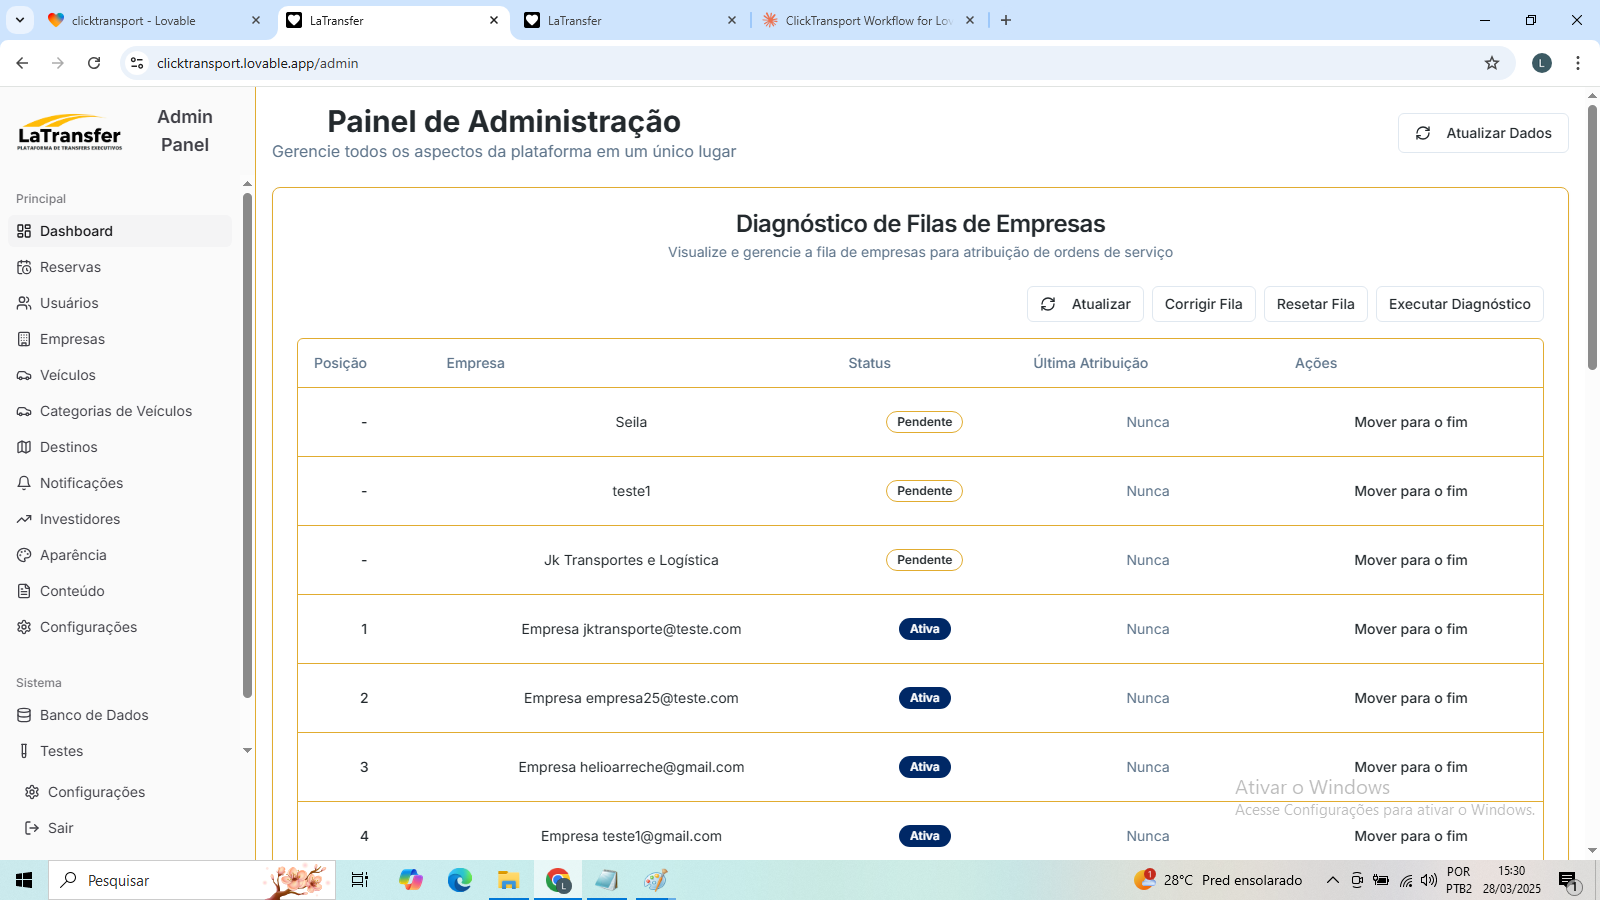 clicktransport - Lovable
LaTransfer
LaTransfer
ClickTransport Workflow for Lov
clicktransport.lovable.app/admin
L
LaTransfer
PLATAFORMA DE TRANSFERS EXECUTIVOS
Admin
Panel
Principal
Dashboard
Reservas
Usuários
Empresas
Veículos
Categorias de Veículos
Destinos
Notificações
Investidores
Aparência
Conteúdo
Configurações
Sistema
Banco de Dados
Testes
Configurações
Sair
Painel de Administração
Gerencie todos os aspectos da plataforma em um único lugar
Atualizar Dados
Diagnóstico de Filas de Empresas
Visualize e gerencie a fila de empresas para atribuição de ordens de serviço
Atualizar Corrigir Fila Resetar Fila Executar Diagnóstico
Posição Empresa Status Última Atribuição Ações
- Seila Pendente Nunca Mover para o fim
- teste1 Pendente Nunca Mover para o fim
- Jk Transportes e Logística Pendente Nunca Mover para o fim
1 Empresa jktransporte@teste.com Ativa Nunca Mover para o fim
2 Empresa empresa25@teste.com Ativa Nunca Mover para o fim
3 Empresa helioarreche@gmail.com Ativa Nunca Mover para o fim
4 Empresa teste1@gmail.com Ativa Nunca Mover para o fim
Ativar o Windows
Acesse Configurações para ativar o Windows.
Pesquisar
L
1
28°C Pred ensolarado
POR
PTB2
15:30
28/03/2025
1